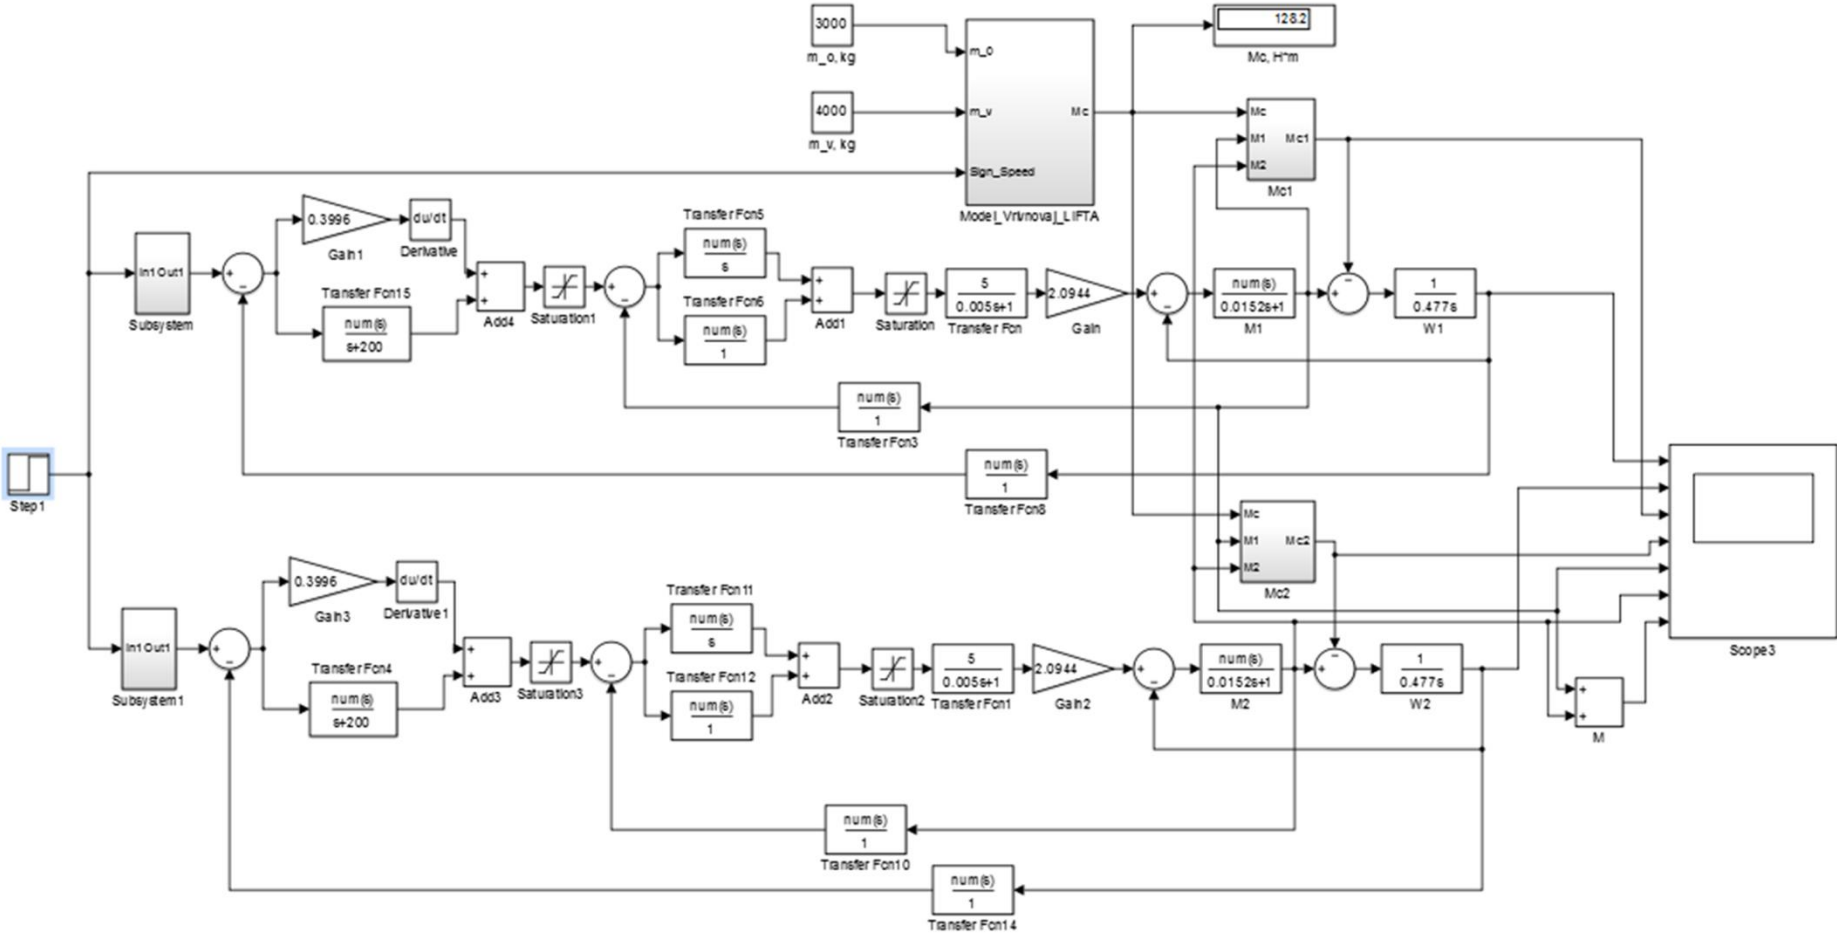 3000
m_o, kg
4000
m_v, kg
m_0
m_v
Sign_Speed
Mc
Model_Vrivnovaj_LIFTA
128.2
Mc, H*m
Mc
M1
M2
Mc1
Mc1
0.3996
Gain1
du/dt
Derivative
In1 Out1
Subsystem
+
−
Transfer Fcn15
num(s)
s+200
+
+
Add4
Saturation1
+
−
Transfer Fcn5
num(s)
s
Transfer Fcn6
num(s)
1
+
+
Add1
Saturation
5
0.005s+1
Transfer Fcn
2.0944
Gain
+
−
num(s)
0.0152s+1
M1
−
+
1
0.477s
W1
num(s)
1
Transfer Fcn3
num(s)
1
Transfer Fcn8
Step1
Mc
M1
M2
Mc2
Mc2
Scope3
0.3996
Gain3
du/dt
Derivative1
In1 Out1
Subsystem1
+
−
Transfer Fcn4
num(s)
s+200
+
+
Add3
Saturation3
+
−
Transfer Fcn11
num(s)
s
Transfer Fcn12
num(s)
1
+
+
Add2
Saturation2
5
0.005s+1
Transfer Fcn1
2.0944
Gain2
+
−
num(s)
0.0152s+1
M2
−
+
1
0.477s
W2
+
+
M
num(s)
1
Transfer Fcn10
num(s)
1
Transfer Fcn14